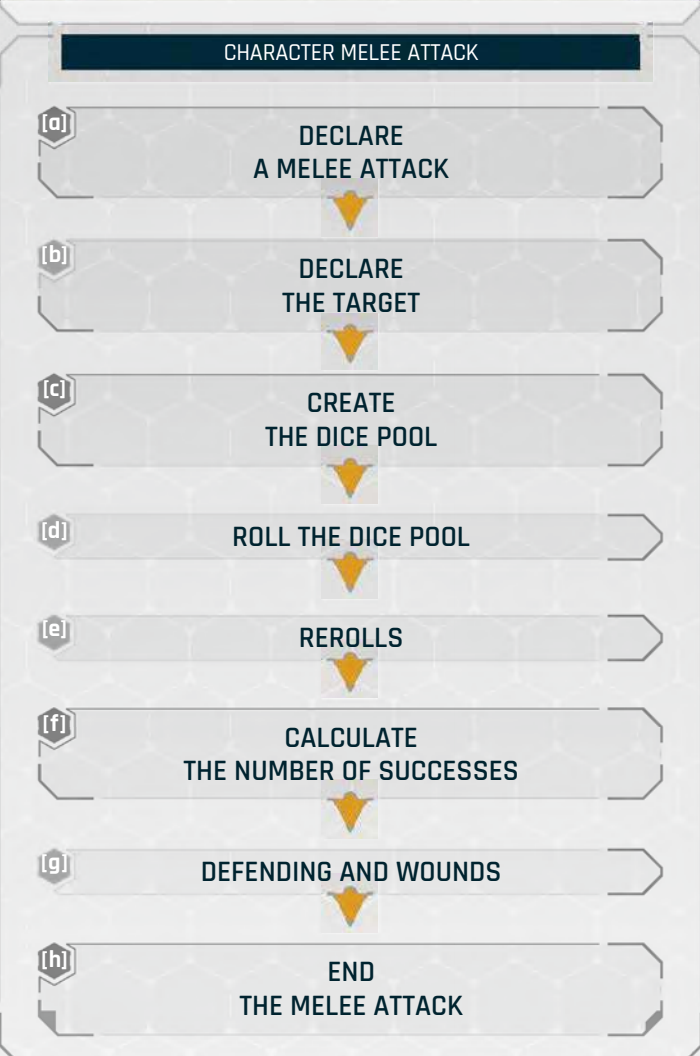 CHARACTER MELEE ATTACK
[a]
DECLARE
A MELEE ATTACK
[b]
DECLARE
THE TARGET
[c]
CREATE
THE DICE POOL
[d]
ROLL THE DICE POOL
[e]
REROLLS
[f]
CALCULATE
THE NUMBER OF SUCCESSES
[g]
DEFENDING AND WOUNDS
[h]
END
THE MELEE ATTACK